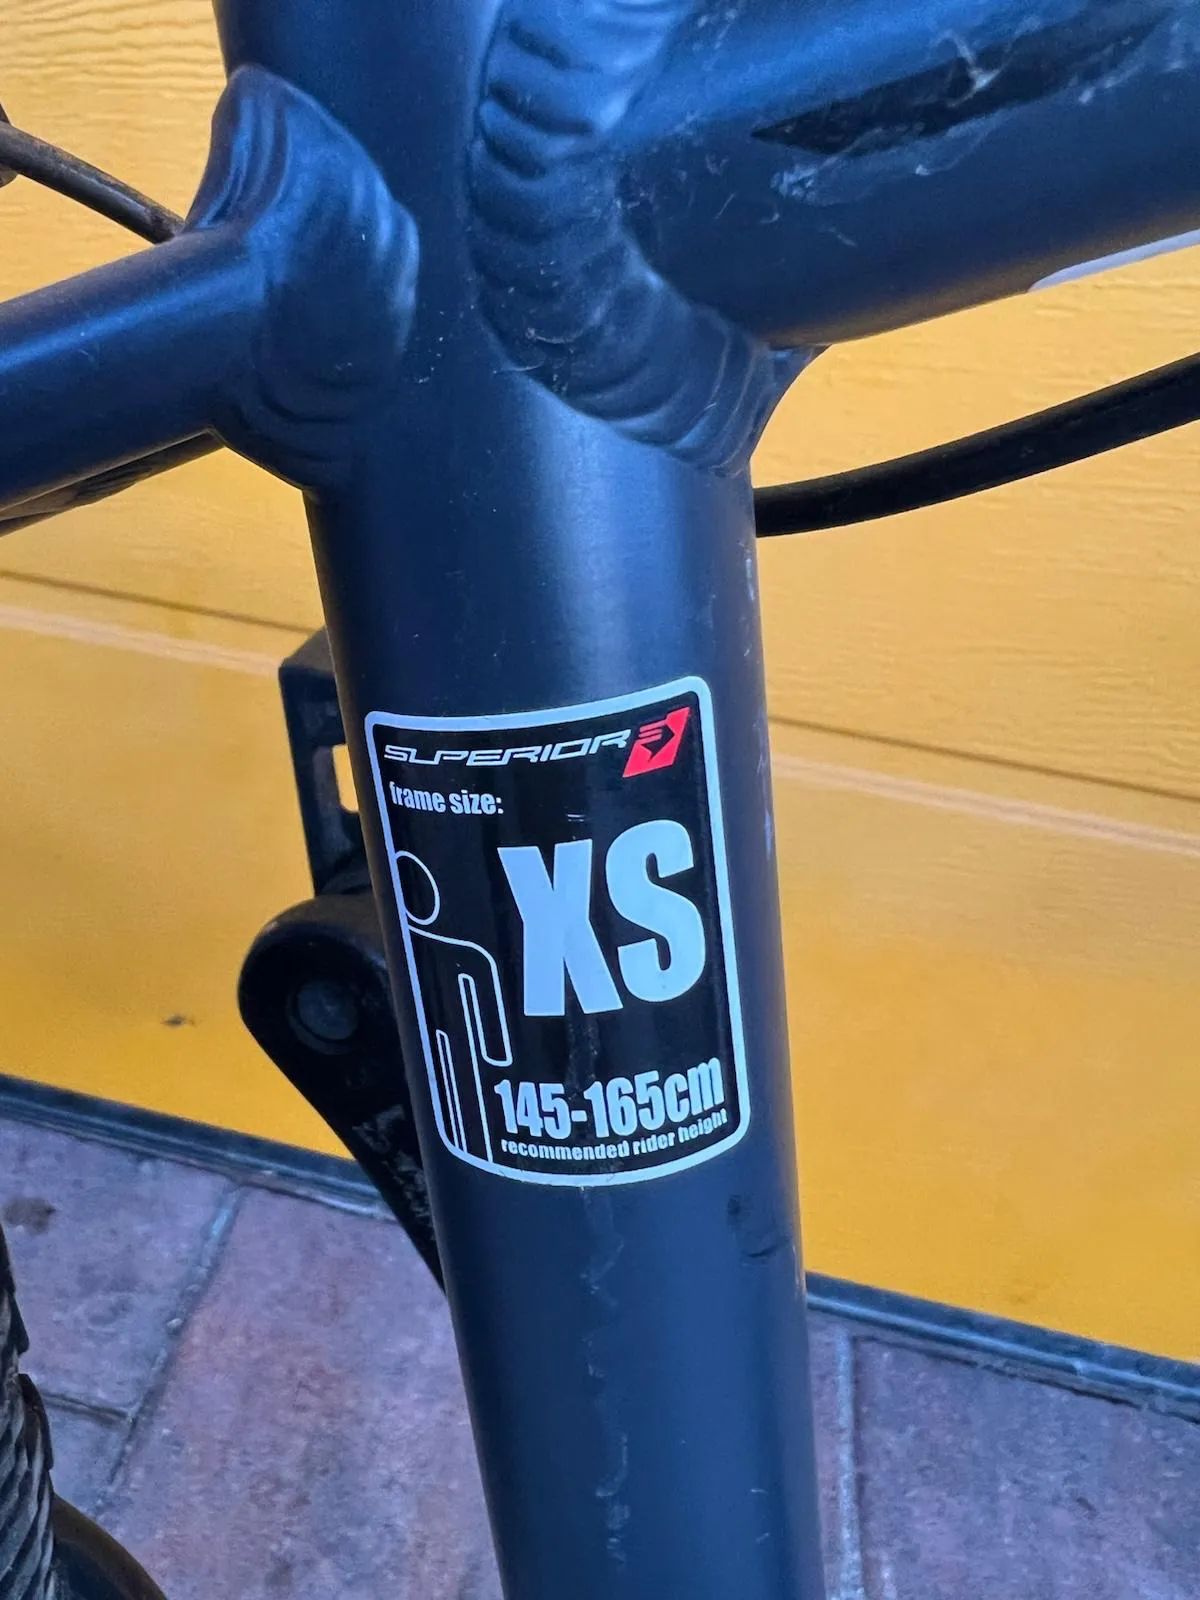 SUPERIOR
frame size:
XS
145-165cm
recommended rider height